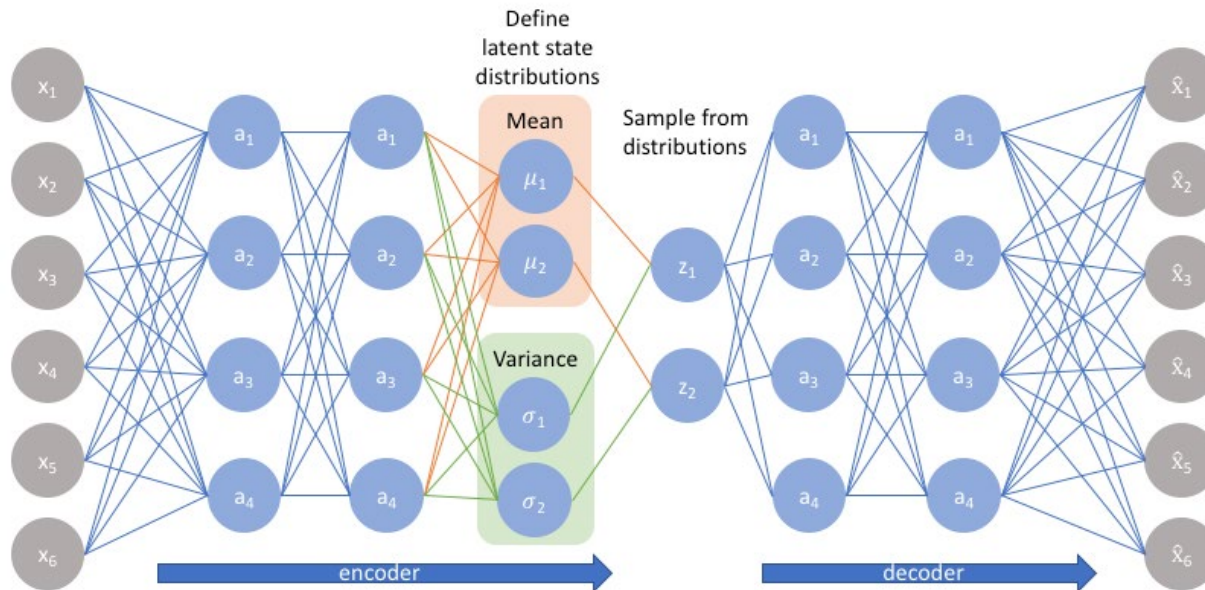 Define
latent state
distributions
Mean
Sample from
distributions
Variance
x₁
x₂
x₃
x₄
x₅
x₆
a₁
a₂
a₃
a₄
a₁
a₂
a₃
a₄
μ₁
μ₂
σ₁
σ₂
z₁
z₂
a₁
a₂
a₃
a₄
a₁
a₂
a₃
a₄
x̂₁
x̂₂
x̂₃
x̂₄
x̂₅
x̂₆
encoder
decoder